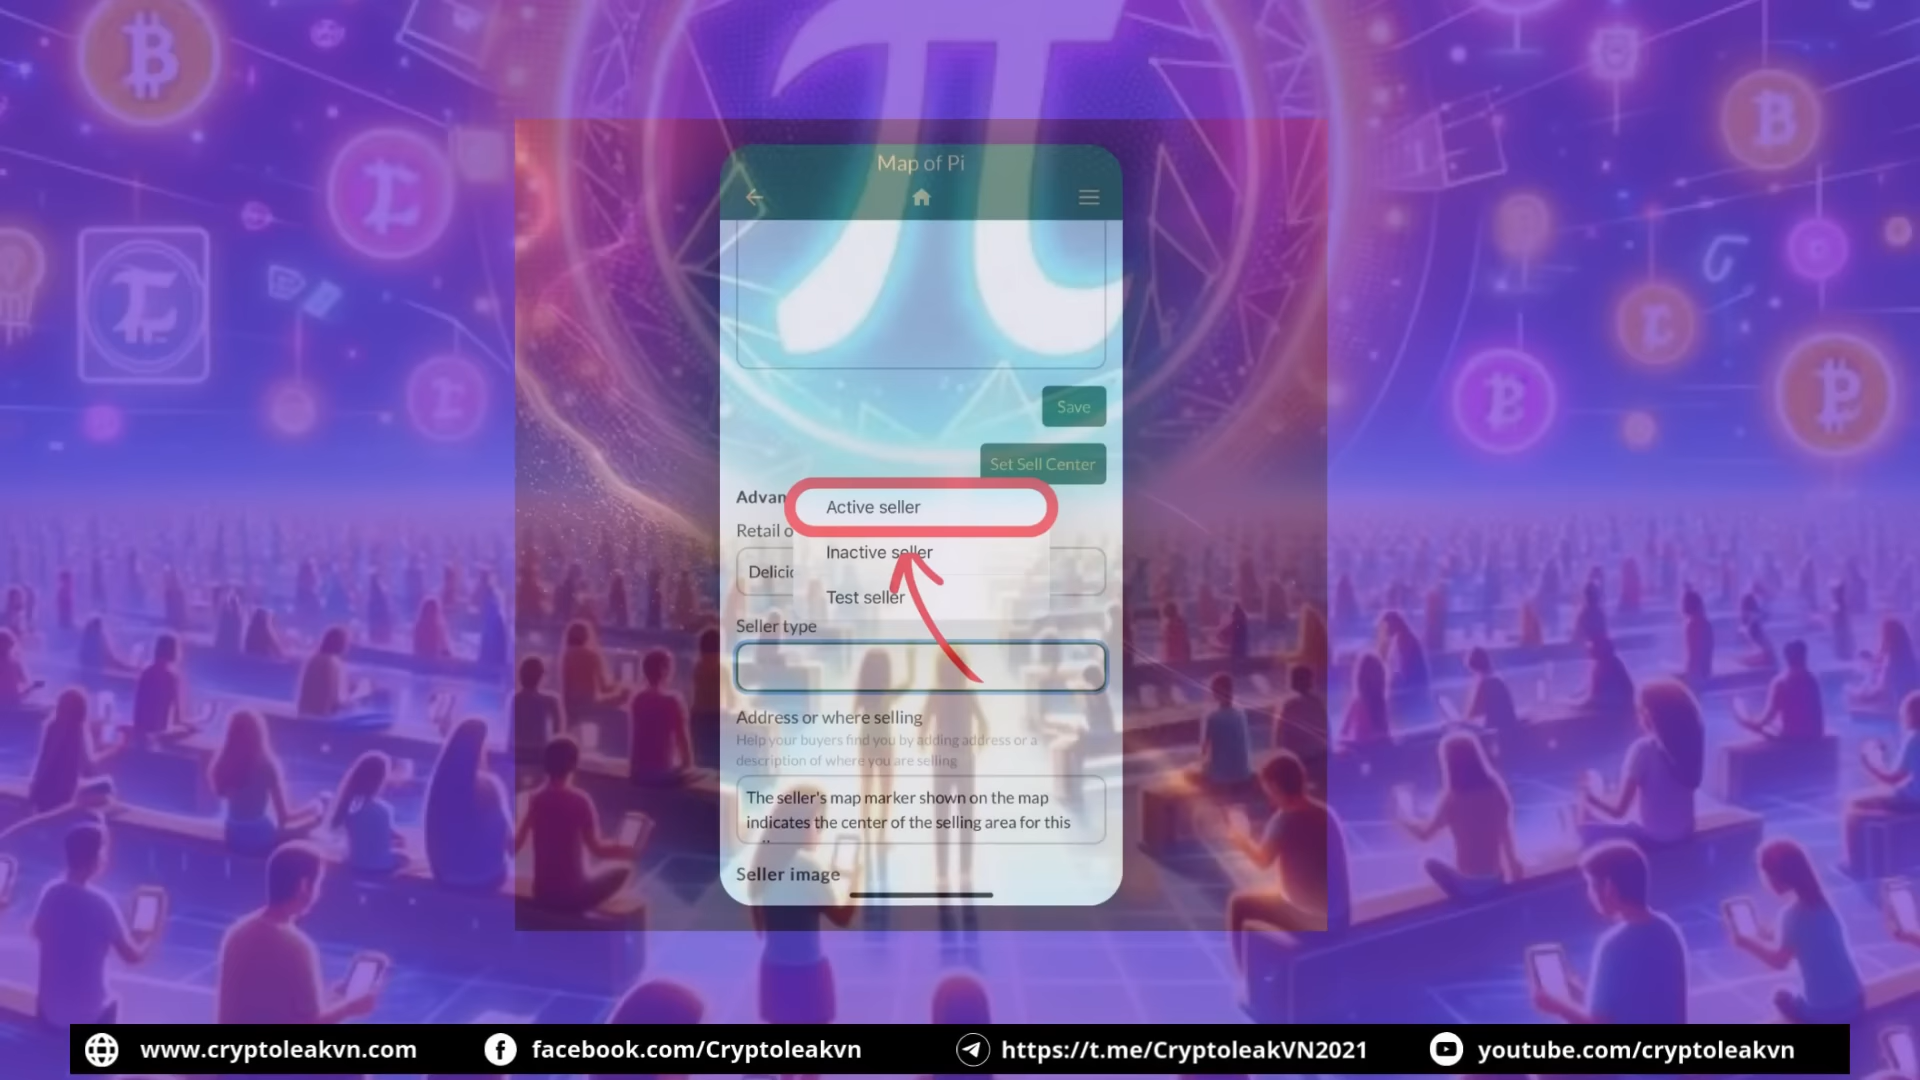 Map of Pi
Save
Set Sell Center
Advan
Active seller
Retail o
Inactive seller
Delici
Test seller
Seller type
Address or where selling
Help your buyers find you by adding address or a
description of where you are selling
The seller's map marker shown on the map
indicates the center of the selling area for this
Seller image
www.cryptoleakvn.com
facebook.com/Cryptoleakvn
https://t.me/CryptoleakVN2021
youtube.com/cryptoleakvn